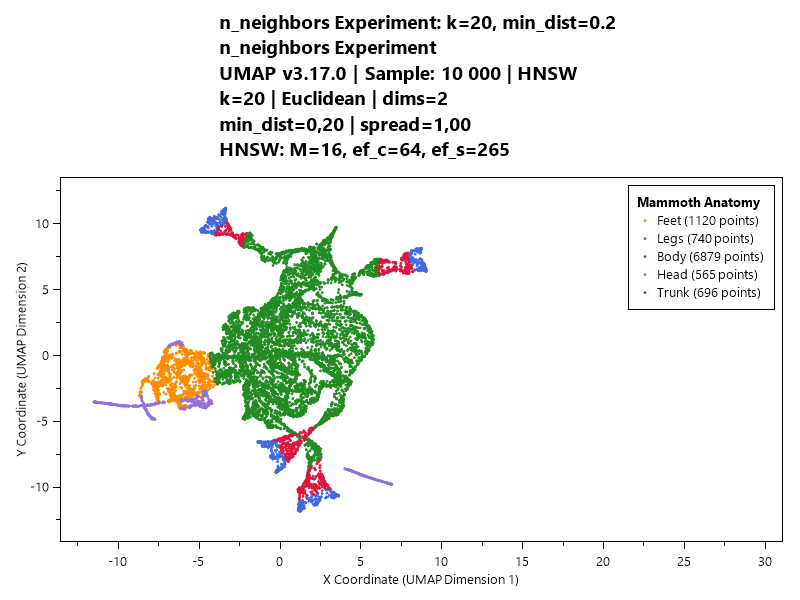 n_neighbors Experiment: k=20, min_dist=0.2
n_neighbors Experiment
UMAP v3.17.0 | Sample: 10 000 | HNSW
k=20 | Euclidean | dims=2
min_dist=0,20 | spread=1,00
HNSW: M=16, ef_c=64, ef_s=265
Mammoth Anatomy
Feet (1120 points)
Legs (740 points)
Body (6879 points)
Head (565 points)
Trunk (696 points)
Y Coordinate (UMAP Dimension 2)
10
5
0
-5
-10
-10 -5 0 5 10 15 20 25 30
X Coordinate (UMAP Dimension 1)